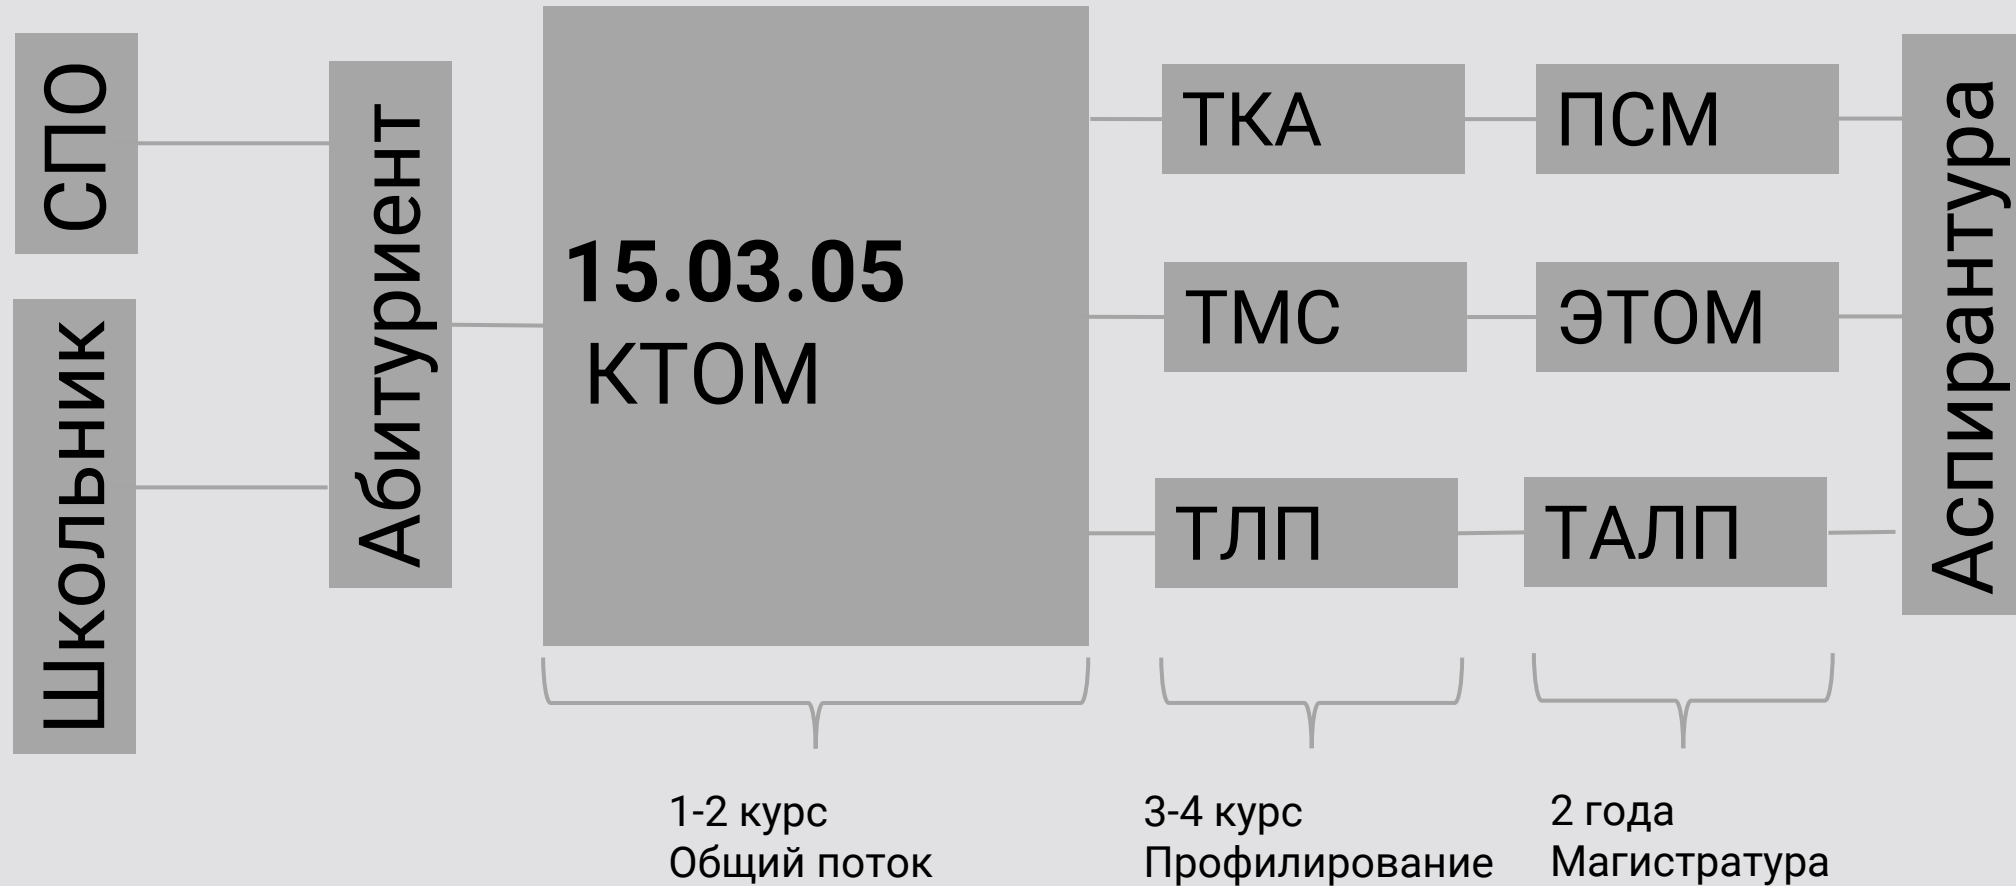 СПО
Школьник
Абитуриент
15.03.05
КТОМ
ТКА
ПСМ
ТМС
ЭТОМ
ТЛП
ТАЛП
Аспирантура
1-2 курс
Общий поток
3-4 курс
Профилирование
2 года
Магистратура